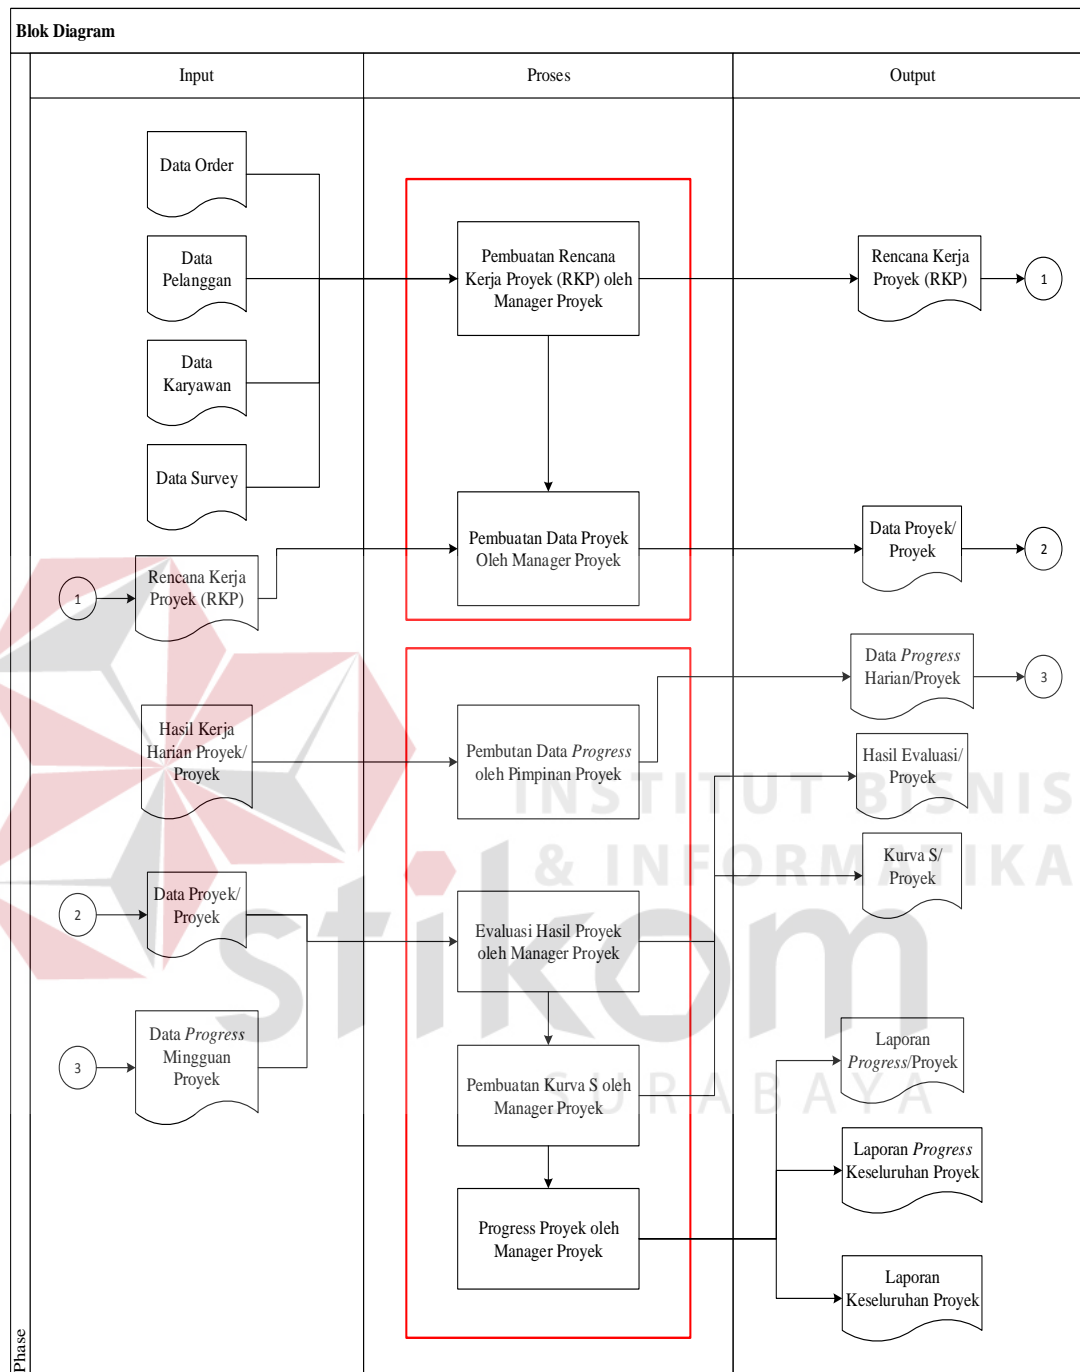 Blok Diagram
Input
Proses
Output
Data Order
Data
Pelanggan
Data
Karyawan
Data Survey
Pembuatan Rencana
Kerja Proyek (RKP) oleh
Manager Proyek
Rencana Kerja
Proyek (RKP)
1
1
Rencana Kerja
Proyek (RKP)
Pembuatan Data Proyek
Oleh Manager Proyek
Data Proyek/
Proyek
2
Hasil Kerja
Harian Proyek/
Proyek
Pembutan Data Progress
oleh Pimpinan Proyek
Data Progress
Harian/Proyek
3
Hasil Evaluasi/
Proyek
Kurva S/
Proyek
2
Data Proyek/
Proyek
3
Data Progress
Mingguan
Proyek
Evaluasi Hasil Proyek
oleh Manager Proyek
Pembuatan Kurva S oleh
Manager Proyek
Progress Proyek oleh
Manager Proyek
Laporan
Progress/Proyek
Laporan Progress
Keseluruhan Proyek
Laporan
Keseluruhan Proyek
Phase
INSTITUT BISNIS
& INFORMATIKA
stikom
SURABAYA